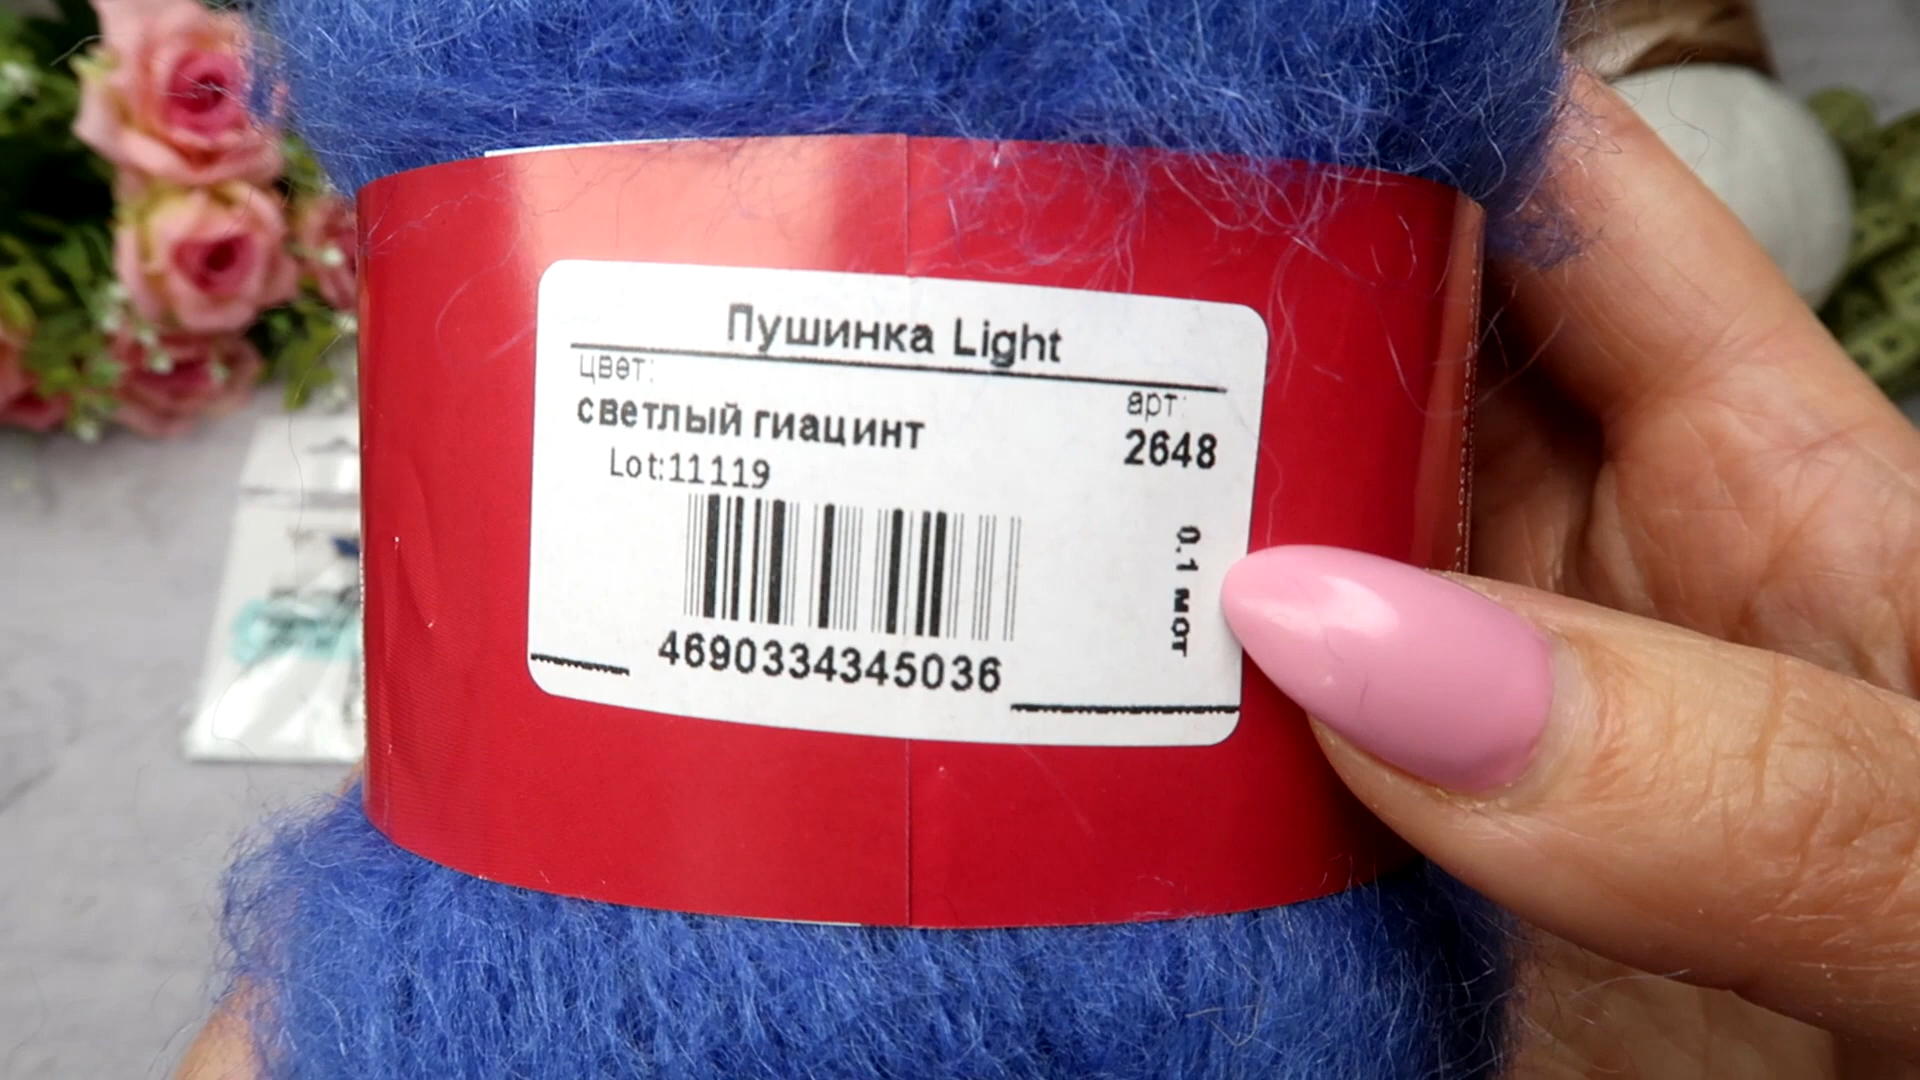 Пушинка Light
цвет:
светлый гиацинт
арт:
2648
Lot:11119
0.1 мот
4690334345036